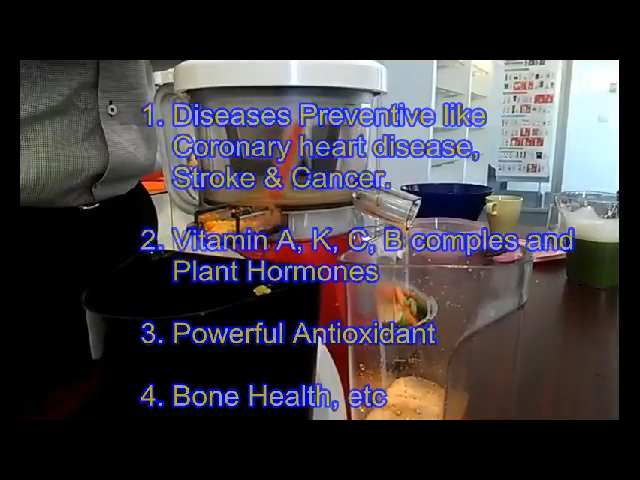 1. Diseases Preventive like
Coronary heart disease,
Stroke & Cancer.
2. Vitamin A, K, C, B comples and
Plant Hormones
3. Powerful Antioxidant
4. Bone Health, etc